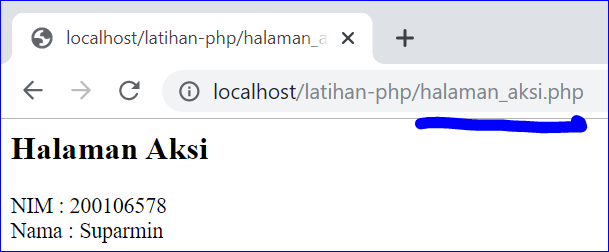 localhost/latihan-php/halaman_a
localhost/latihan-php/halaman_aksi.php
Halaman Aksi
NIM : 200106578
Nama : Suparmin